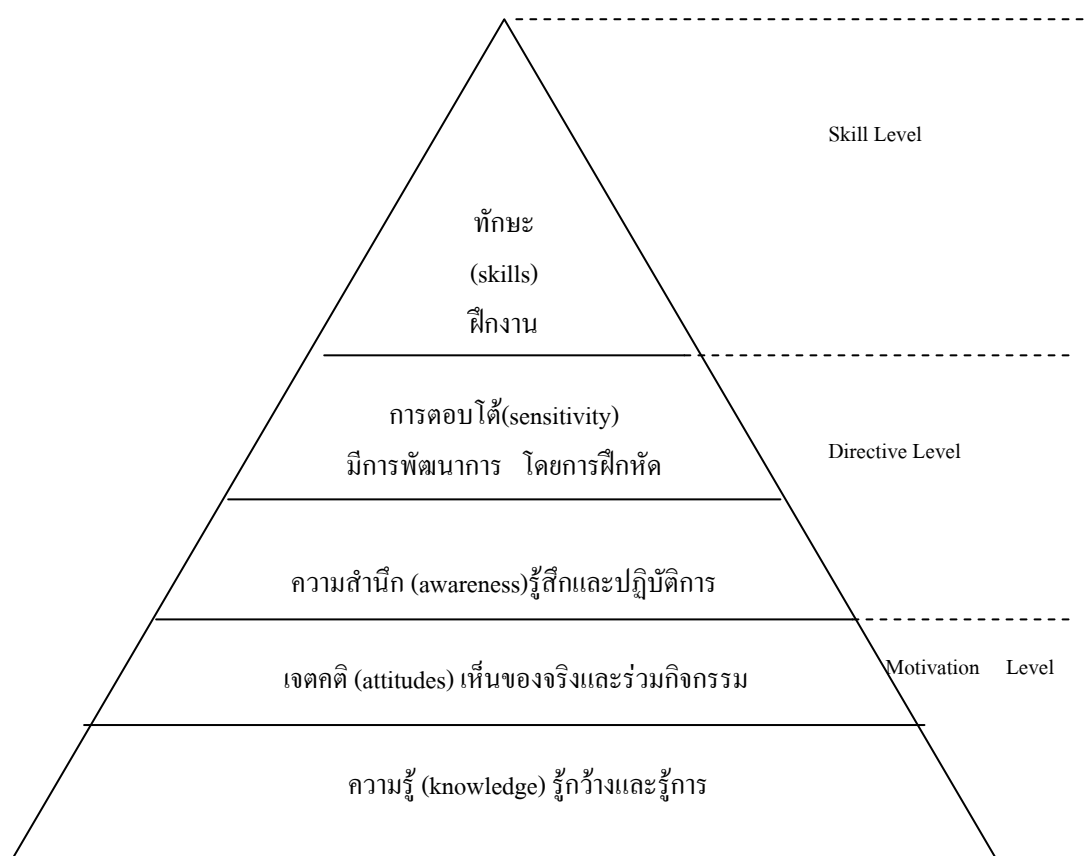 Skill Level
ทักษะ
(skills)
ฝึกงาน
การตอบโต้(sensitivity)
มีการพัฒนาการ โดยการฝึกหัด
Directive Level
ความสำนึก (awareness)รู้สึกและปฏิบัติการ
เจตคติ (attitudes) เห็นของจริงและร่วมกิจกรรม
Motivation Level
ความรู้ (knowledge) รู้กว้างและรู้การ